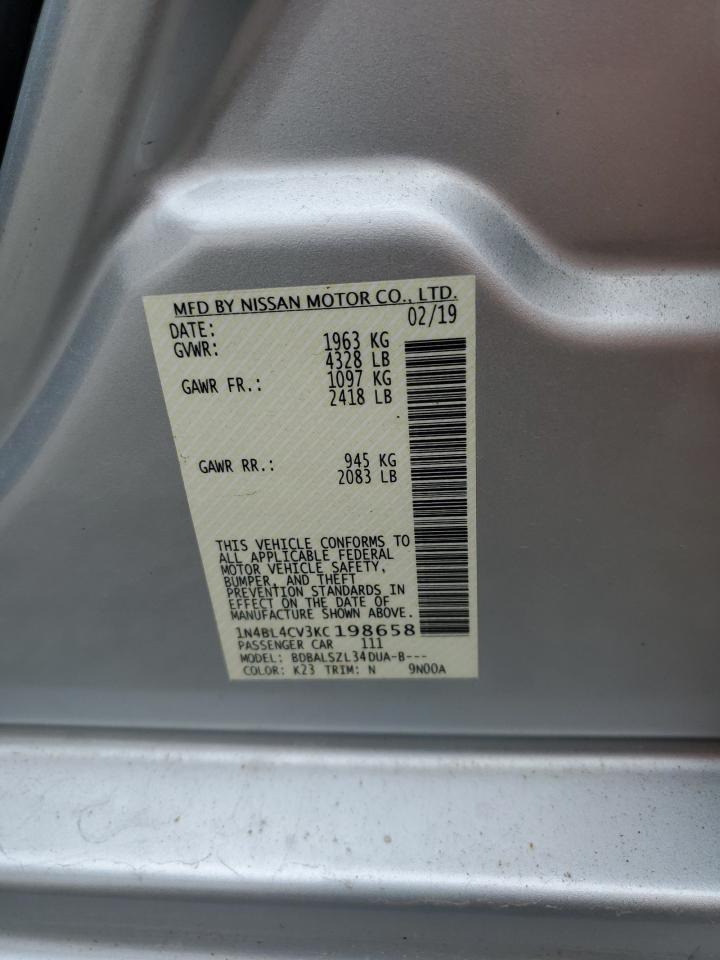 MFD BY NISSAN MOTOR CO., LTD.
DATE: 02/19
GVWR: 1963 KG
4328 LB
GAWR FR.: 1097 KG
2418 LB
GAWR RR.: 945 KG
2083 LB
THIS VEHICLE CONFORMS TO
ALL APPLICABLE FEDERAL
MOTOR VEHICLE SAFETY,
BUMPER, AND THEFT
PREVENTION STANDARDS IN
EFFECT ON THE DATE OF
MANUFACTURE SHOWN ABOVE.
1N4BL4CV3KC198658
PASSENGER CAR 111
MODEL: BDBALSZL34DUA-B---
COLOR: K23 TRIM: N 9N00A